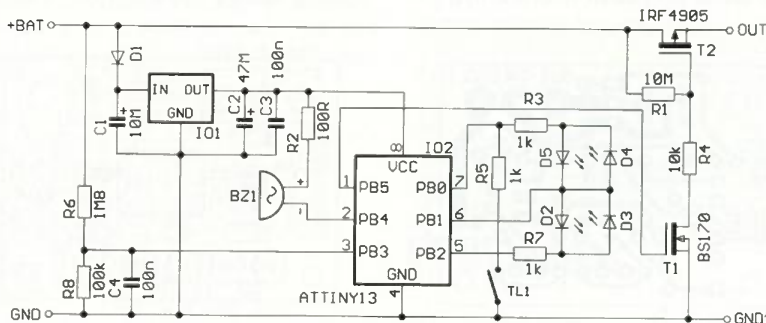 IRF4905
+BAT
OUT
T2
D1
47M
100n
IN OUT
GND
IO1
C1
10M
C2
C3
R2
100R
10M
R1
R3
1k
IO2
8
VCC
R5
1k
D5
D4
10k
R4
BZ1
+
-
1 PB5
PB0 7
2 PB4
PB1 6
3 PB3
PB2 5
GND
4
ATTINY13
D2
D3
R7
1k
TL1
BS170
T1
R6
1M8
R8
100k
C4
100n
GND
GND1